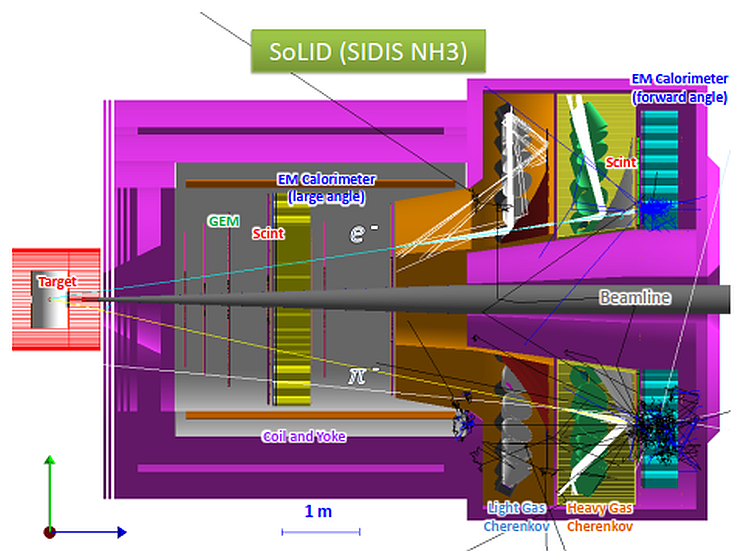 SoLID (SIDIS NH3)
EM Calorimeter
(forward angle)
EM Calorimeter
(large angle)
Scint
GEM
Scint
e-
Target
Beamline
π-
Coil and Yoke
1 m
Light Gas
Cherenkov
Heavy Gas
Cherenkov